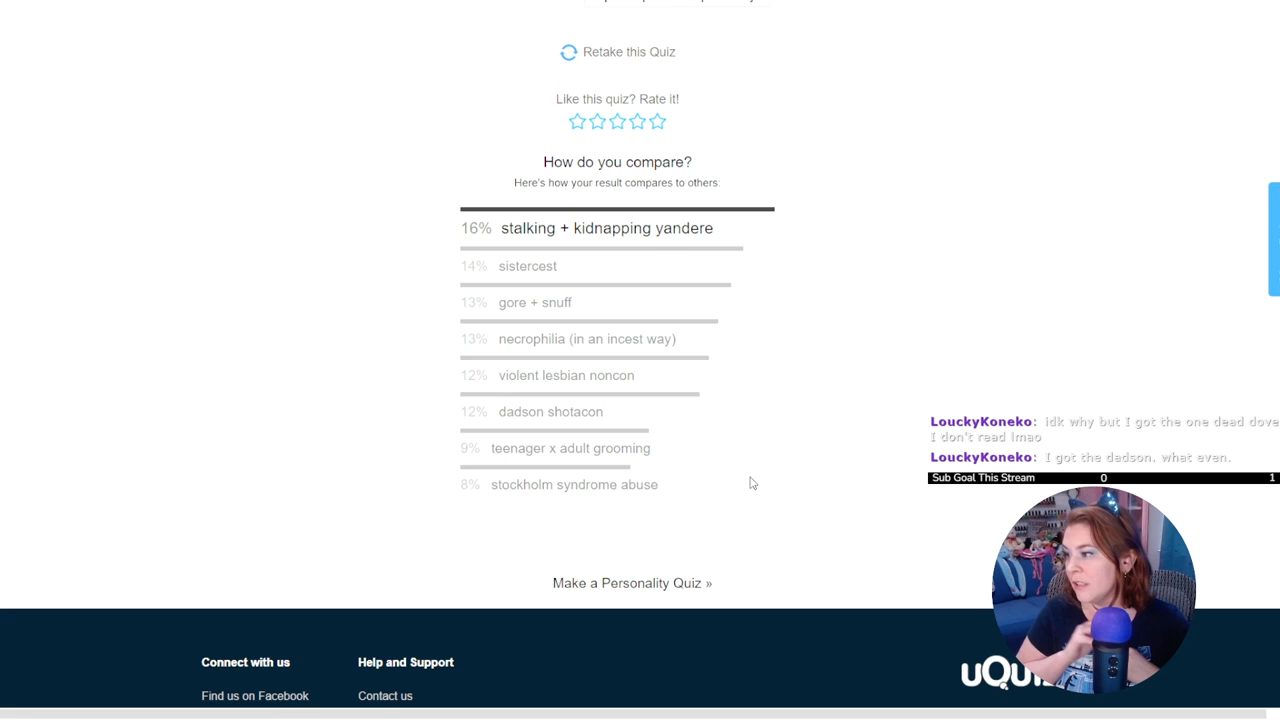 Retake this Quiz
Like this quiz? Rate it!
How do you compare?
Here's how your result compares to others:
16% stalking + kidnapping yandere
14% sistercest
13% gore + snuff
13% necrophilia (in an incest way)
12% violent lesbian noncon
12% dadson shotacon
9% teenager x adult grooming
8% stockholm syndrome abuse
LouckyKoneko: idk why but I got the one dead dove
I don't read lmao
LouckyKoneko: I got the dadson. what even.
Sub Goal This Stream 0 1
Make a Personality Quiz »
Connect with us Help and Support
Find us on Facebook Contact us